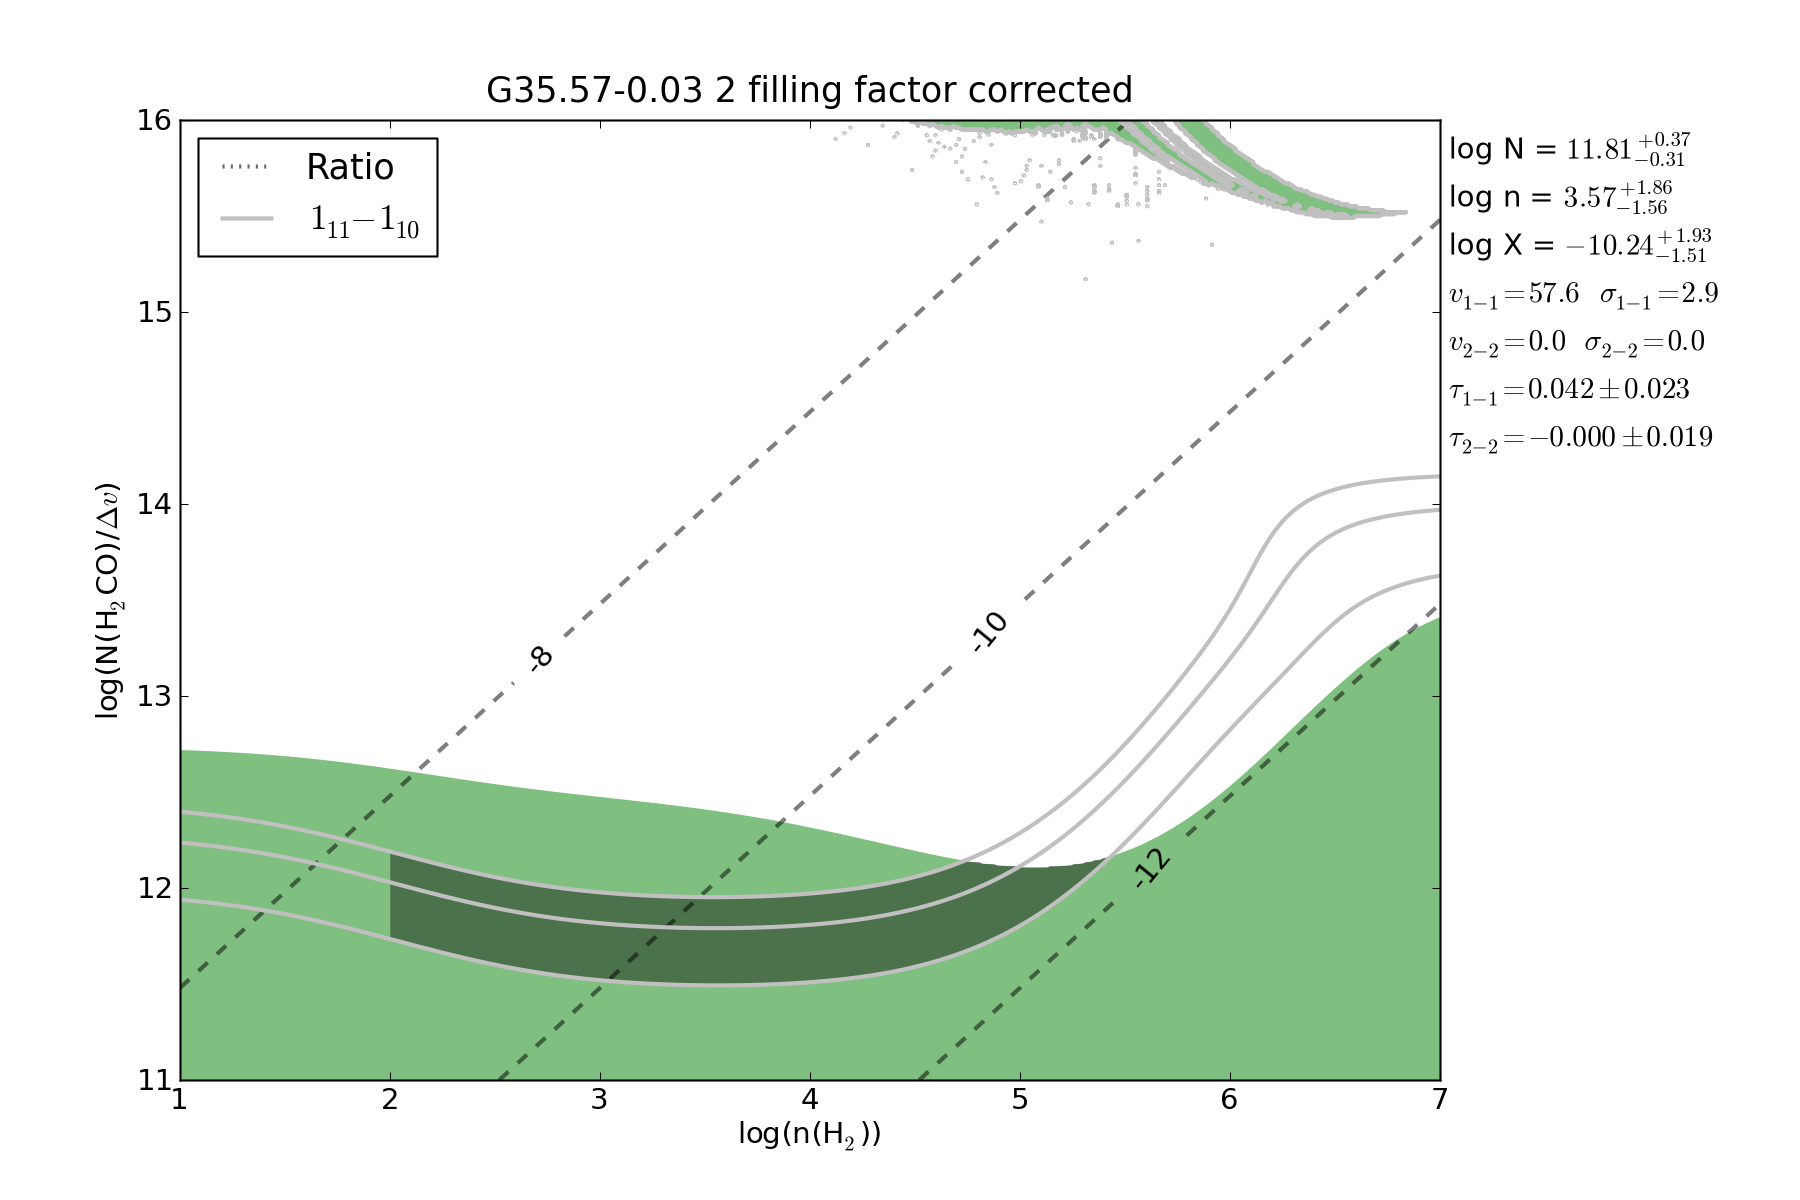 G35.57-0.03 2 filling factor corrected
Ratio
1₁₁−1₁₀
log N = 11.81 +0.37 −0.31
log n = 3.57 +1.86 −1.56
log X = −10.24 +1.93 −1.51
v₁₋₁=57.6 σ₁₋₁=2.9
v₂₋₂=0.0 σ₂₋₂=0.0
τ₁₋₁=0.042±0.023
τ₂₋₂=−0.000±0.019
16
15
14
13
12
11
log(N(H₂CO)/Δv)
-8
-10
-12
1 2 3 4 5 6 7
log(n(H₂))